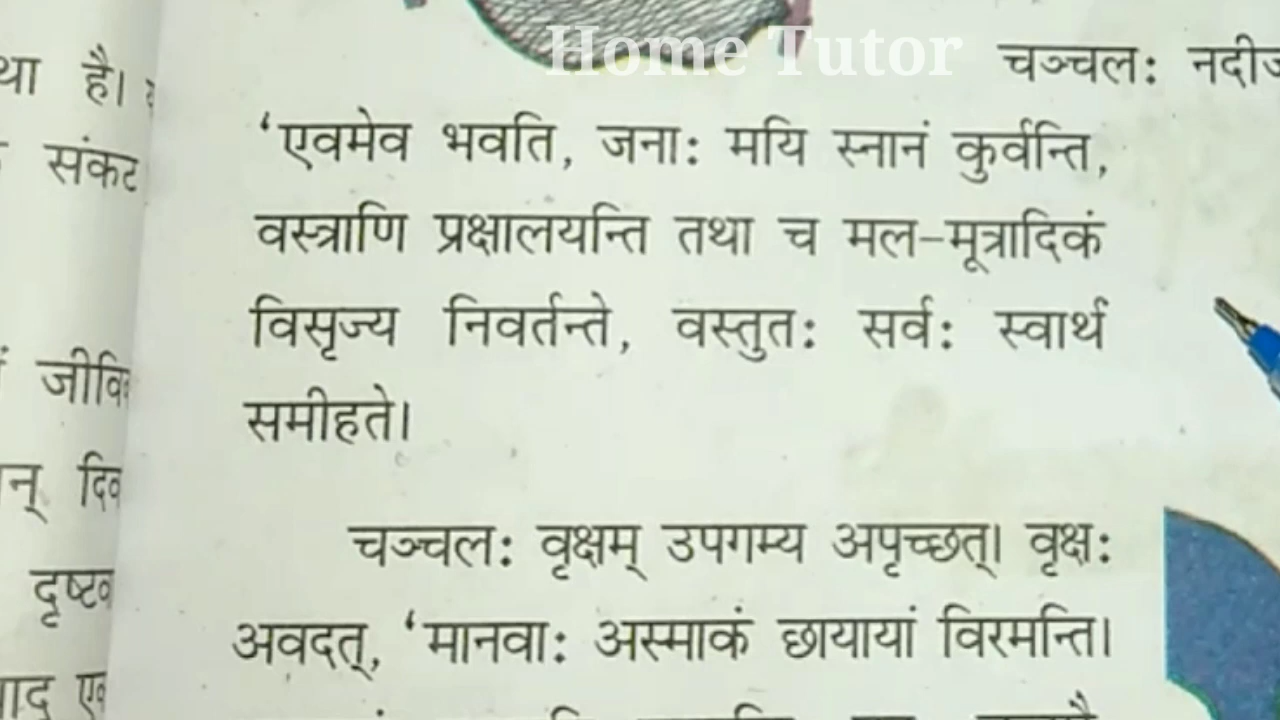 Home Tutor
था है।
चञ्चलः
'एवमेव भवति, जनाः मयि स्नानं कुर्वन्ति,
संकट
वस्त्राणि प्रक्षालयन्ति तथा च मल-मूत्रादिकं
विसृज्य निवर्तन्ते, वस्तुतः सर्वः स्वार्थ
समीहते।
चञ्चलः वृक्षम् उपगम्य अपृच्छत्। वृक्षः
अवदत्, 'मानवाः अस्माकं छायायां विरमन्ति।